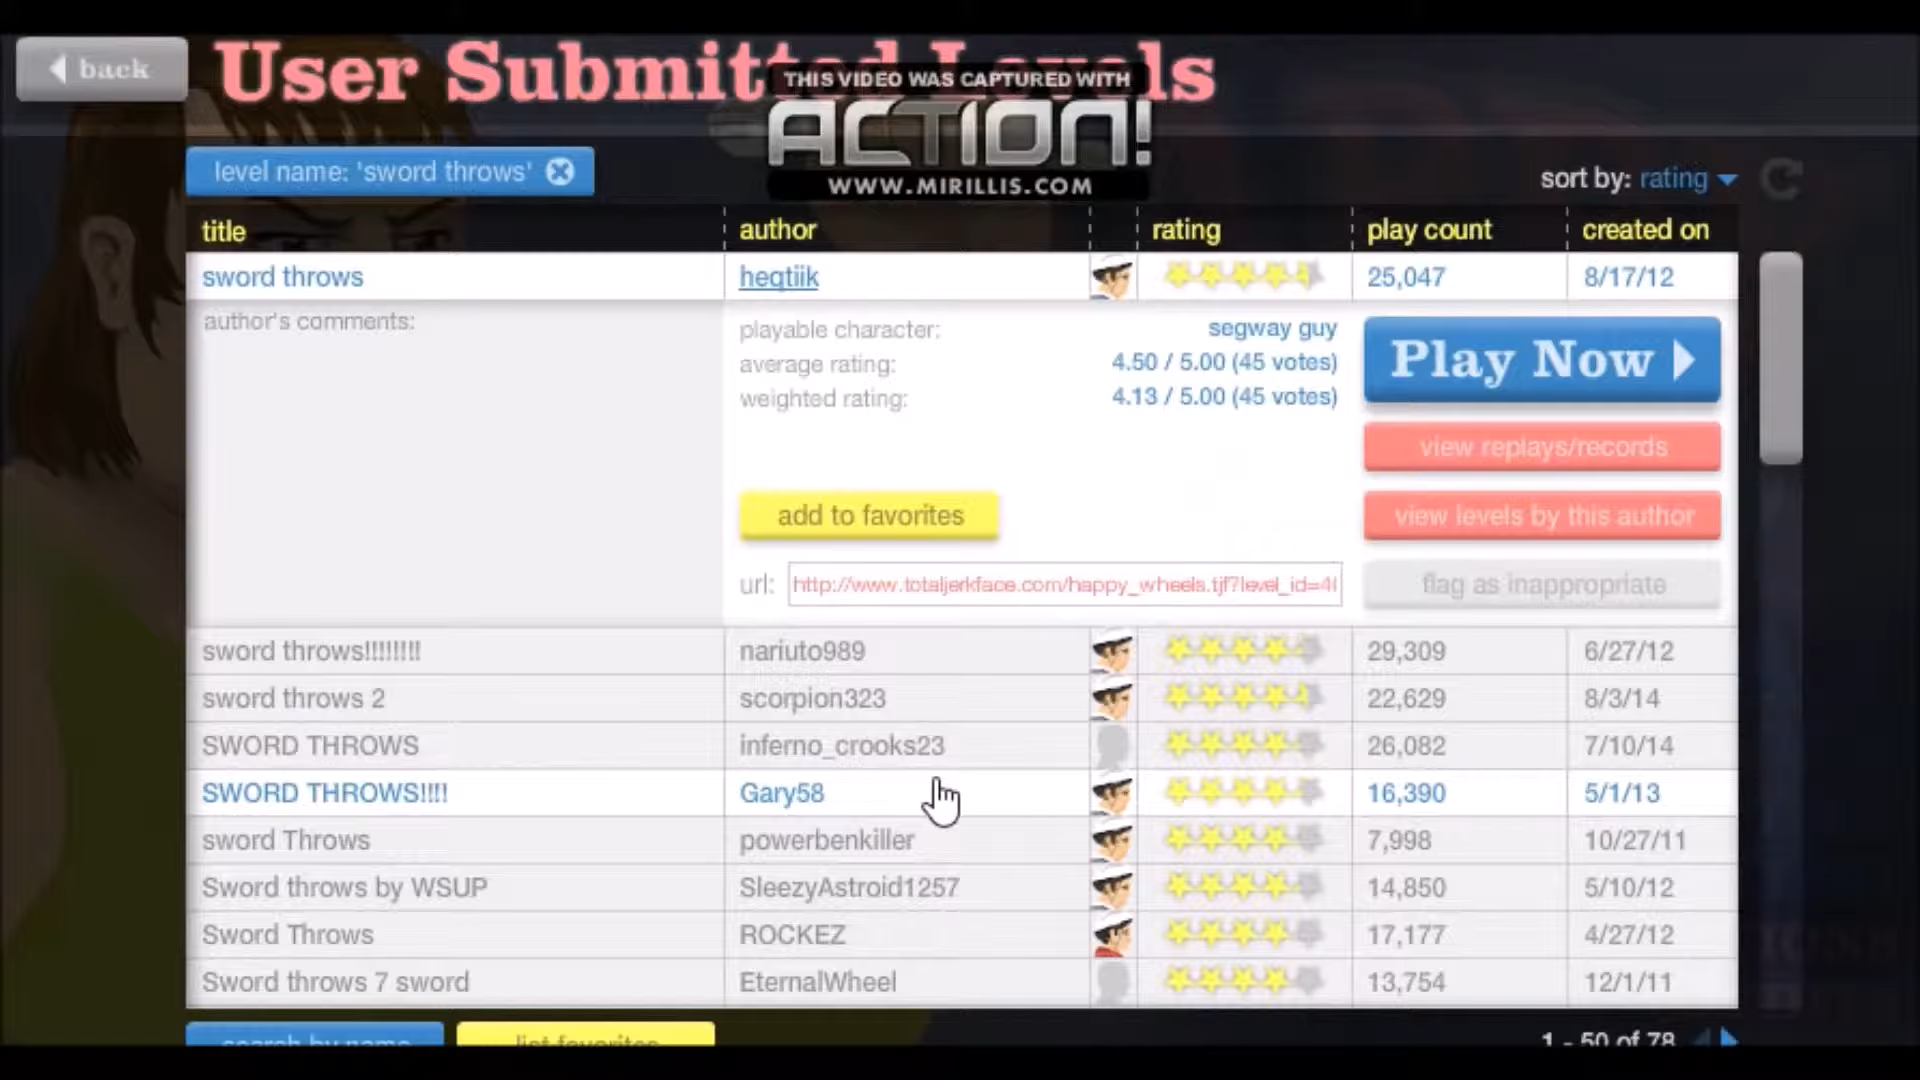 back
User Submitted Levels
THIS VIDEO WAS CAPTURED WITH
ACTION!
WWW.MIRILLIS.COM
level name: 'sword throws'
sort by: rating
title author rating play count created on
sword throws heqtiik 25,047 8/17/12
author's comments:
playable character: segway guy
average rating: 4.50 / 5.00 (45 votes)
weighted rating: 4.13 / 5.00 (45 votes)
Play Now
view replays/records
add to favorites
view levels by this author
url: http://www.totaljerkface.com/happy_wheels.tjf?level_id=4
flag as inappropriate
sword throws!!!!!!!! nariuto989 29,309 6/27/12
sword throws 2 scorpion323 22,629 8/3/14
SWORD THROWS inferno_crooks23 26,082 7/10/14
SWORD THROWS!!!! Gary58 16,390 5/1/13
sword Throws powerbenkiller 7,998 10/27/11
Sword throws by WSUP SleezyAstroid1257 14,850 5/10/12
Sword Throws ROCKEZ 17,177 4/27/12
Sword throws 7 sword EternalWheel 13,754 12/1/11
search by name
list favorites
1 - 50 of 78